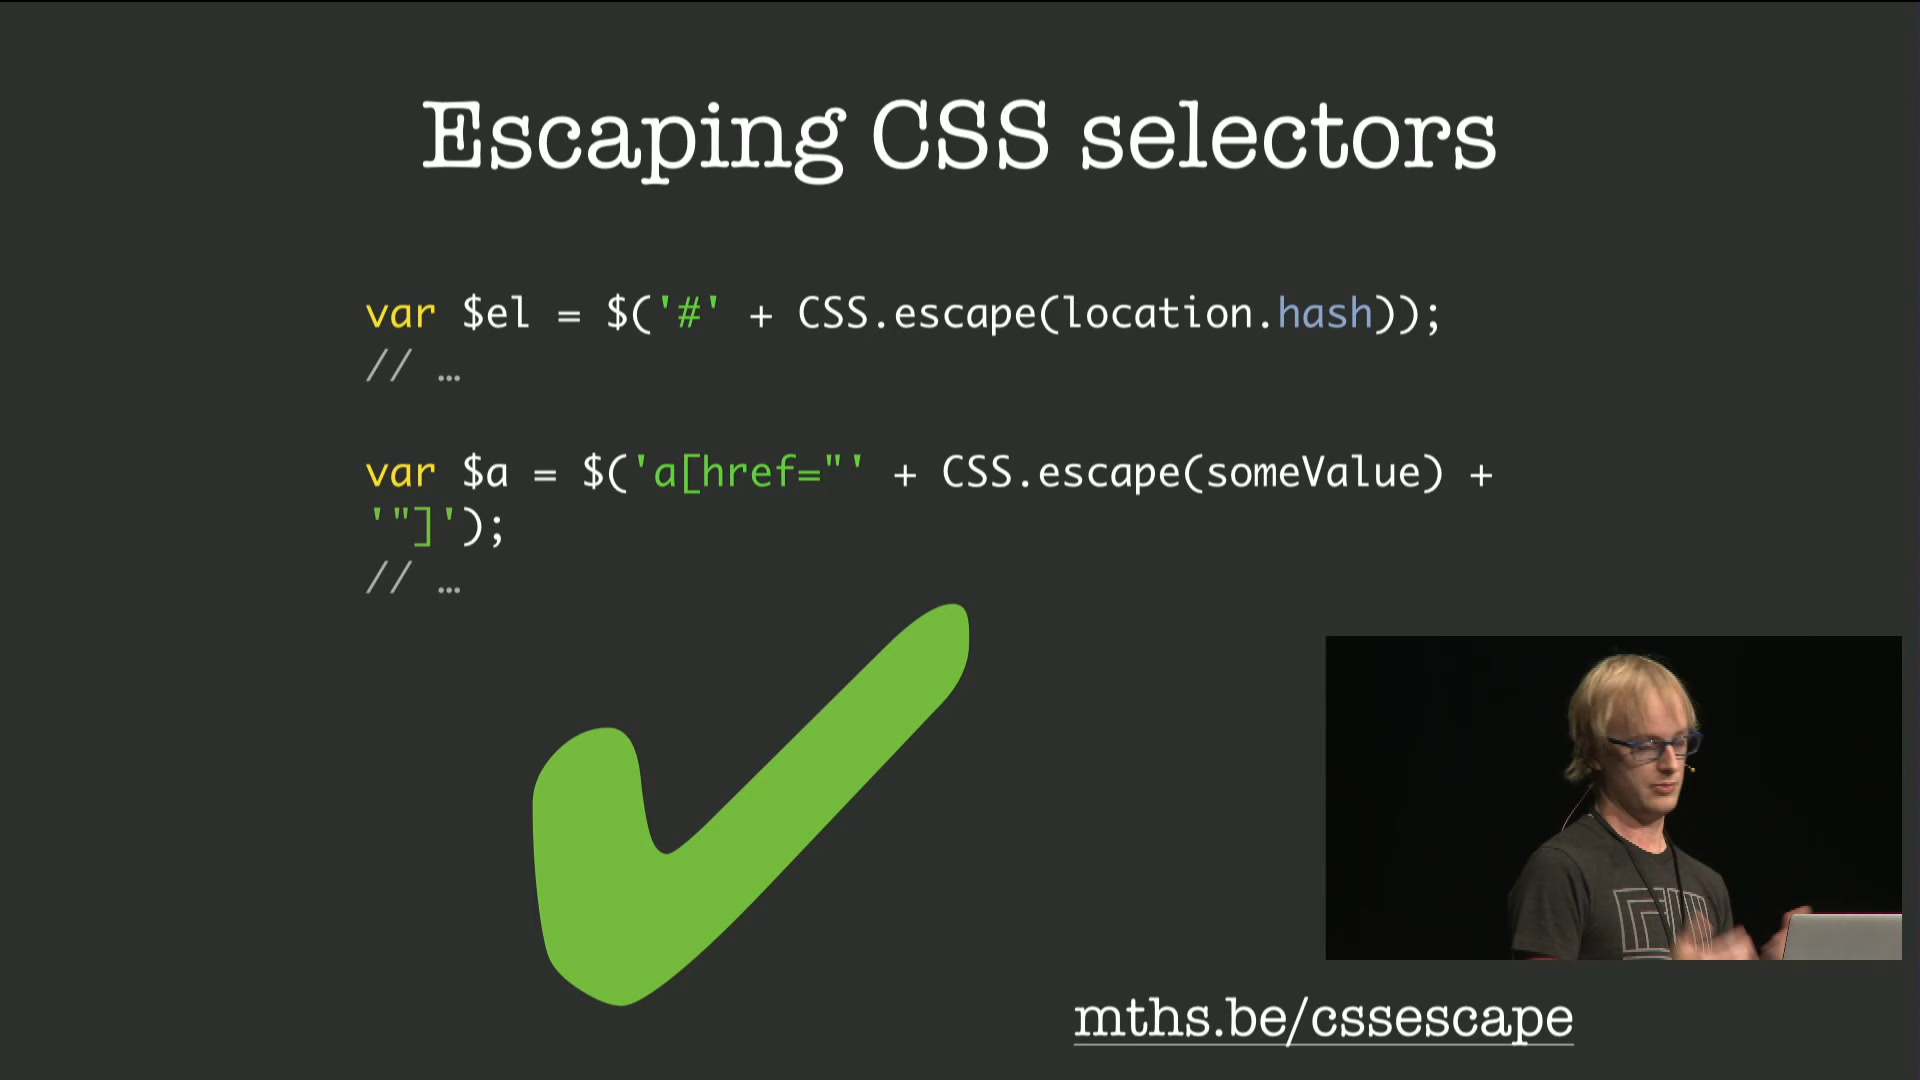 Escaping CSS selectors
var $el = $('#' + CSS.escape(location.hash));
// …
var $a = $('a[href="' + CSS.escape(someValue) +
'"]');
// …
mths.be/cssescape